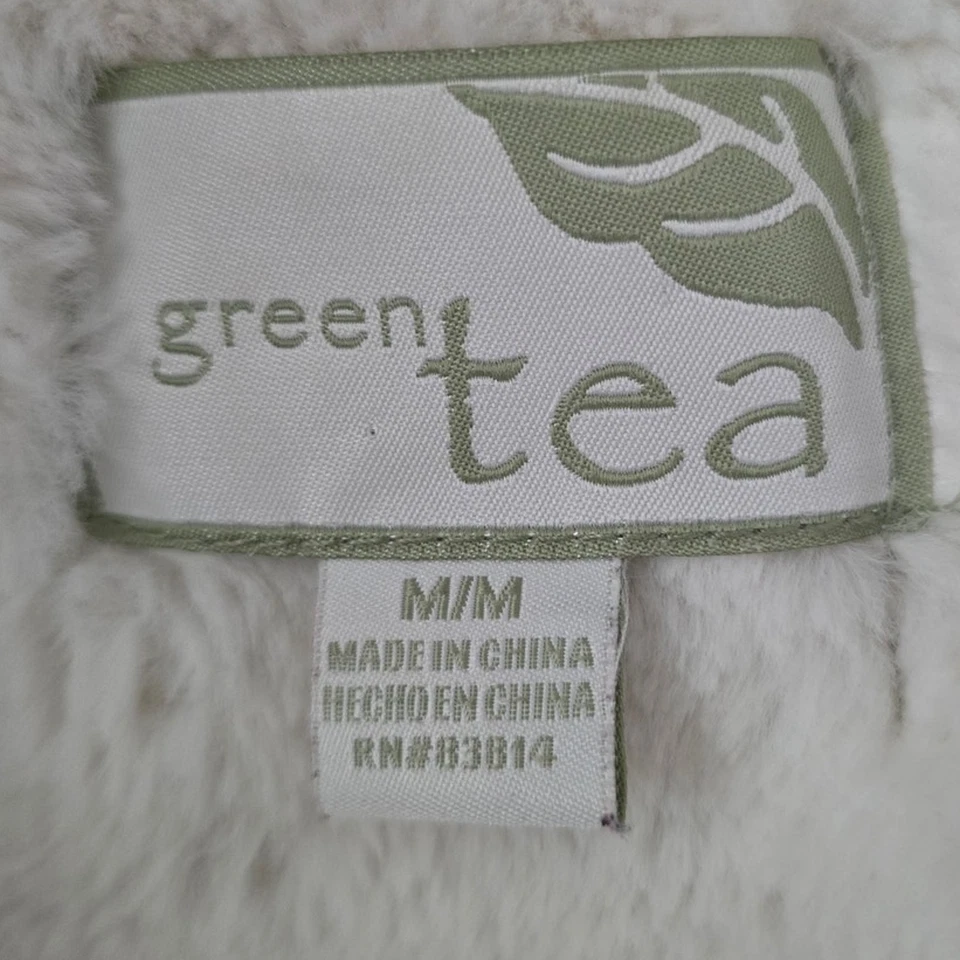 green
tea
M/M
MADE IN CHINA
HECHO EN CHINA
RN#83814